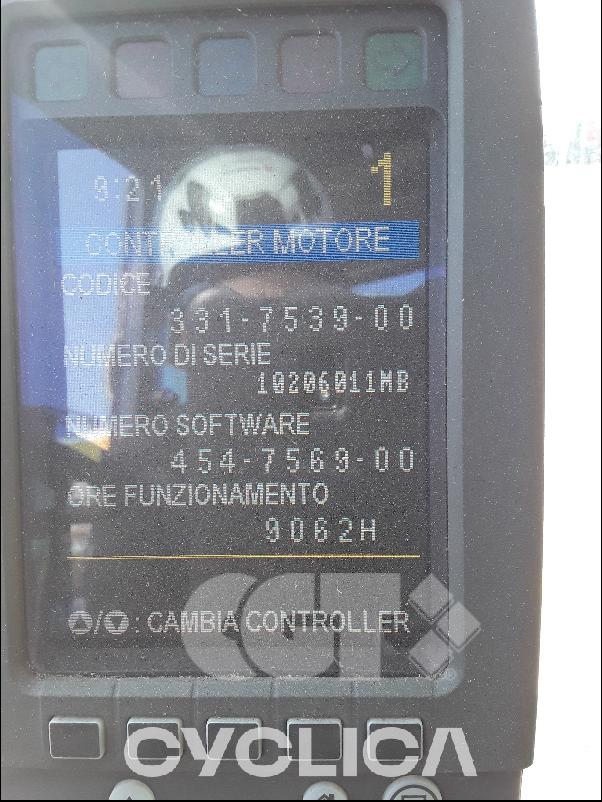 9:21
1
CONTROLLER MOTORE
CODICE
331-7539-00
NUMERO DI SERIE
10206011MB
NUMERO SOFTWARE
454-7569-00
ORE FUNZIONAMENTO
9062H
/ : CAMBIA CONTROLLER
CGT
CYCLICA